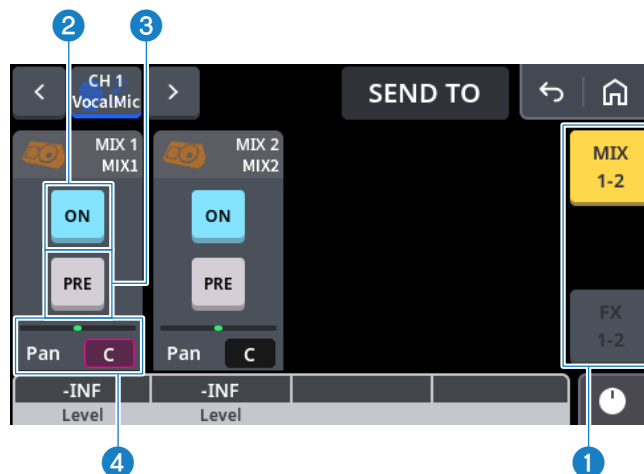 2
3
CH 1
VocalMic
SEND TO
MIX 1
MIX1
MIX 2
MIX2
MIX
1-2
ON
ON
PRE
PRE
FX
1-2
Pan
C
Pan
C
-INF
-INF
Level
Level
4
1